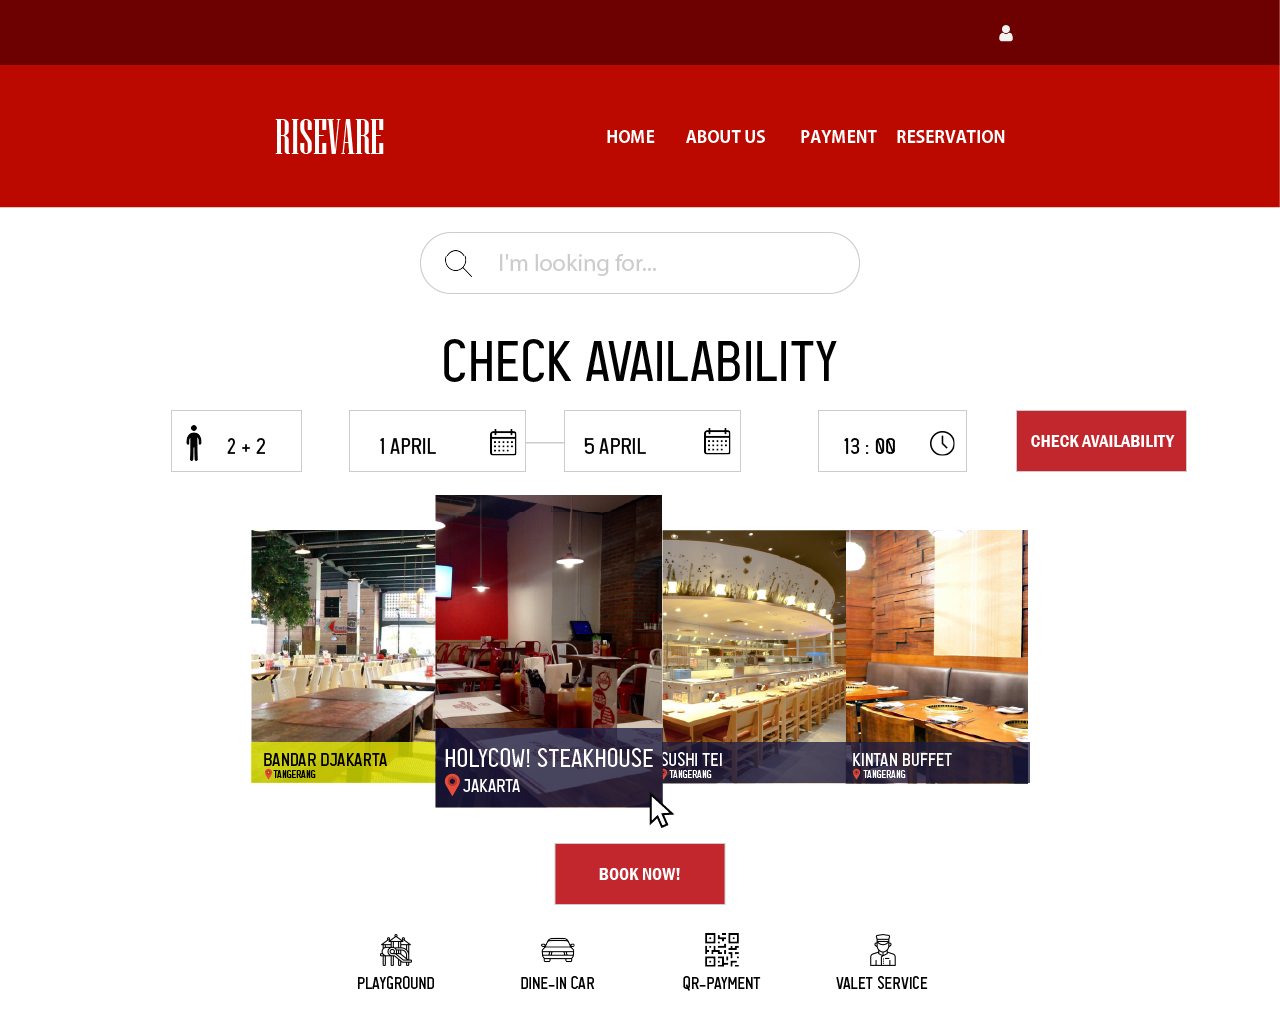 RISEVARE
HOME ABOUT US PAYMENT RESERVATION
I'm looking for...
CHECK AVAILABILITY
2 + 2
1 APRIL
5 APRIL
13 : 00
CHECK AVAILABILITY
BANDAR DJAKARTA
TANGERANG
HOLYCOW! STEAKHOUSE
JAKARTA
SUSHI TEI
TANGERANG
KINTAN BUFFET
TANGERANG
BOOK NOW!
PLAYGROUND
DINE-IN CAR
QR-PAYMENT
VALET SERVICE